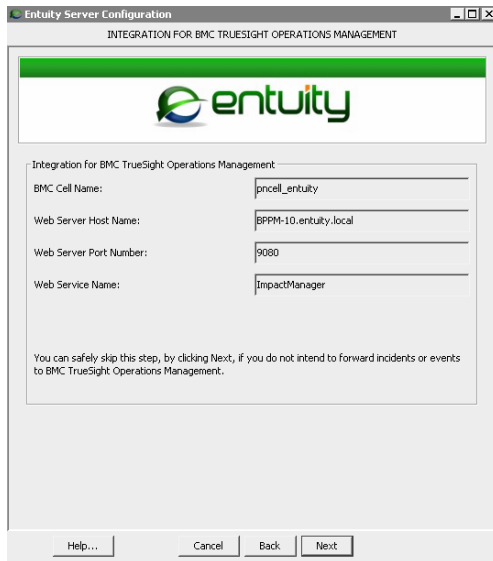 Entuity Server Configuration
INTEGRATION FOR BMC TRUESIGHT OPERATIONS MANAGEMENT
entuity
Integration for BMC TrueSight Operations Management
BMC Cell Name: pncell_entuity
Web Server Host Name: BPPM-10.entuity.local
Web Server Port Number: 9080
Web Service Name: ImpactManager
You can safely skip this step, by clicking Next, if you do not intend to forward incidents or events
to BMC TrueSight Operations Management.
Help... Cancel Back Next